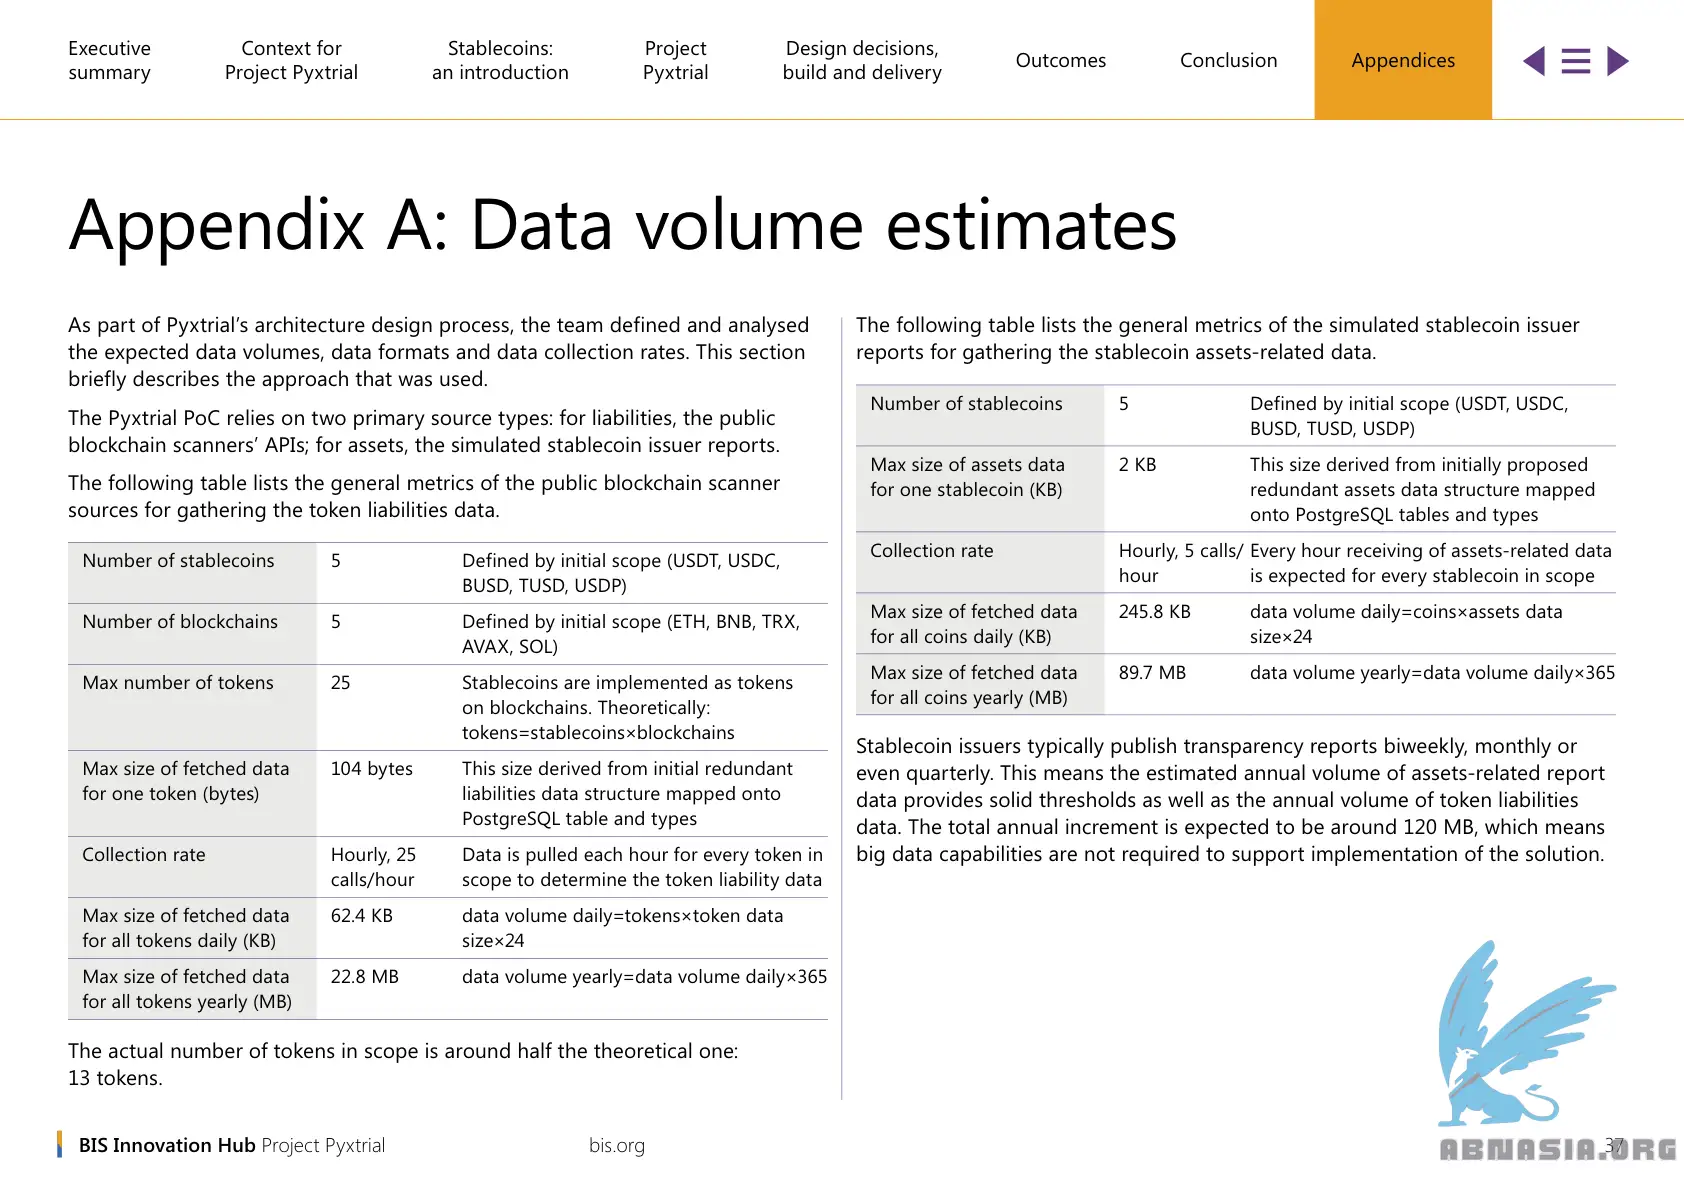 Executive
summary
Context for
Project Pyxtrial
Stablecoins:
an introduction
Project
Pyxtrial
Design decisions,
build and delivery
Outcomes
Conclusion
Appendices
Appendix A: Data volume estimates
As part of Pyxtrial’s architecture design process, the team defined and analysed
the expected data volumes, data formats and data collection rates. This section
briefly describes the approach that was used.
The Pyxtrial PoC relies on two primary source types: for liabilities, the public
blockchain scanners’ APIs; for assets, the simulated stablecoin issuer reports.
The following table lists the general metrics of the public blockchain scanner
sources for gathering the token liabilities data.
Number of stablecoins 5 Defined by initial scope (USDT, USDC,
BUSD, TUSD, USDP)
Number of blockchains 5 Defined by initial scope (ETH, BNB, TRX,
AVAX, SOL)
Max number of tokens 25 Stablecoins are implemented as tokens
on blockchains. Theoretically:
tokens=stablecoins×blockchains
Max size of fetched data 104 bytes This size derived from initial redundant
for one token (bytes) liabilities data structure mapped onto
PostgreSQL table and types
Collection rate Hourly, 25 Data is pulled each hour for every token in
calls/hour scope to determine the token liability data
Max size of fetched data 62.4 KB data volume daily=tokens×token data
for all tokens daily (KB) size×24
Max size of fetched data 22.8 MB data volume yearly=data volume daily×365
for all tokens yearly (MB)
The actual number of tokens in scope is around half the theoretical one:
13 tokens.
The following table lists the general metrics of the simulated stablecoin issuer
reports for gathering the stablecoin assets-related data.
Number of stablecoins 5 Defined by initial scope (USDT, USDC,
BUSD, TUSD, USDP)
Max size of assets data 2 KB This size derived from initially proposed
for one stablecoin (KB) redundant assets data structure mapped
onto PostgreSQL tables and types
Collection rate Hourly, 5 calls/ Every hour receiving of assets-related data
hour is expected for every stablecoin in scope
Max size of fetched data 245.8 KB data volume daily=coins×assets data
for all coins daily (KB) size×24
Max size of fetched data 89.7 MB data volume yearly=data volume daily×365
for all coins yearly (MB)
Stablecoin issuers typically publish transparency reports biweekly, monthly or
even quarterly. This means the estimated annual volume of assets-related report
data provides solid thresholds as well as the annual volume of token liabilities
data. The total annual increment is expected to be around 120 MB, which means
big data capabilities are not required to support implementation of the solution.
BIS Innovation Hub Project Pyxtrial
bis.org
37
ABNASIA.ORG